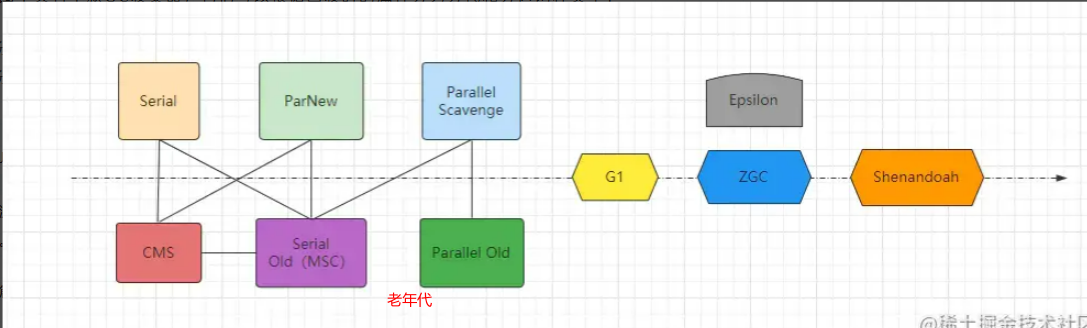 Serial
ParNew
Parallel
Scavenge
Epsilon
G1
ZGC
Shenandoah
CMS
Serial
Old（MSC）
Parallel Old
老年代
@稀土掘金技术社区